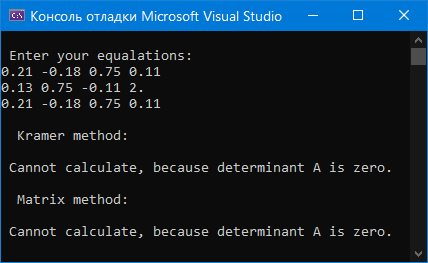 Консоль отладки Microsoft Visual Studio
Enter your equalations:
0.21 -0.18 0.75 0.11
0.13 0.75 -0.11 2.
0.21 -0.18 0.75 0.11
Kramer method:
Cannot calculate, because determinant A is zero.
Matrix method:
Cannot calculate, because determinant A is zero.